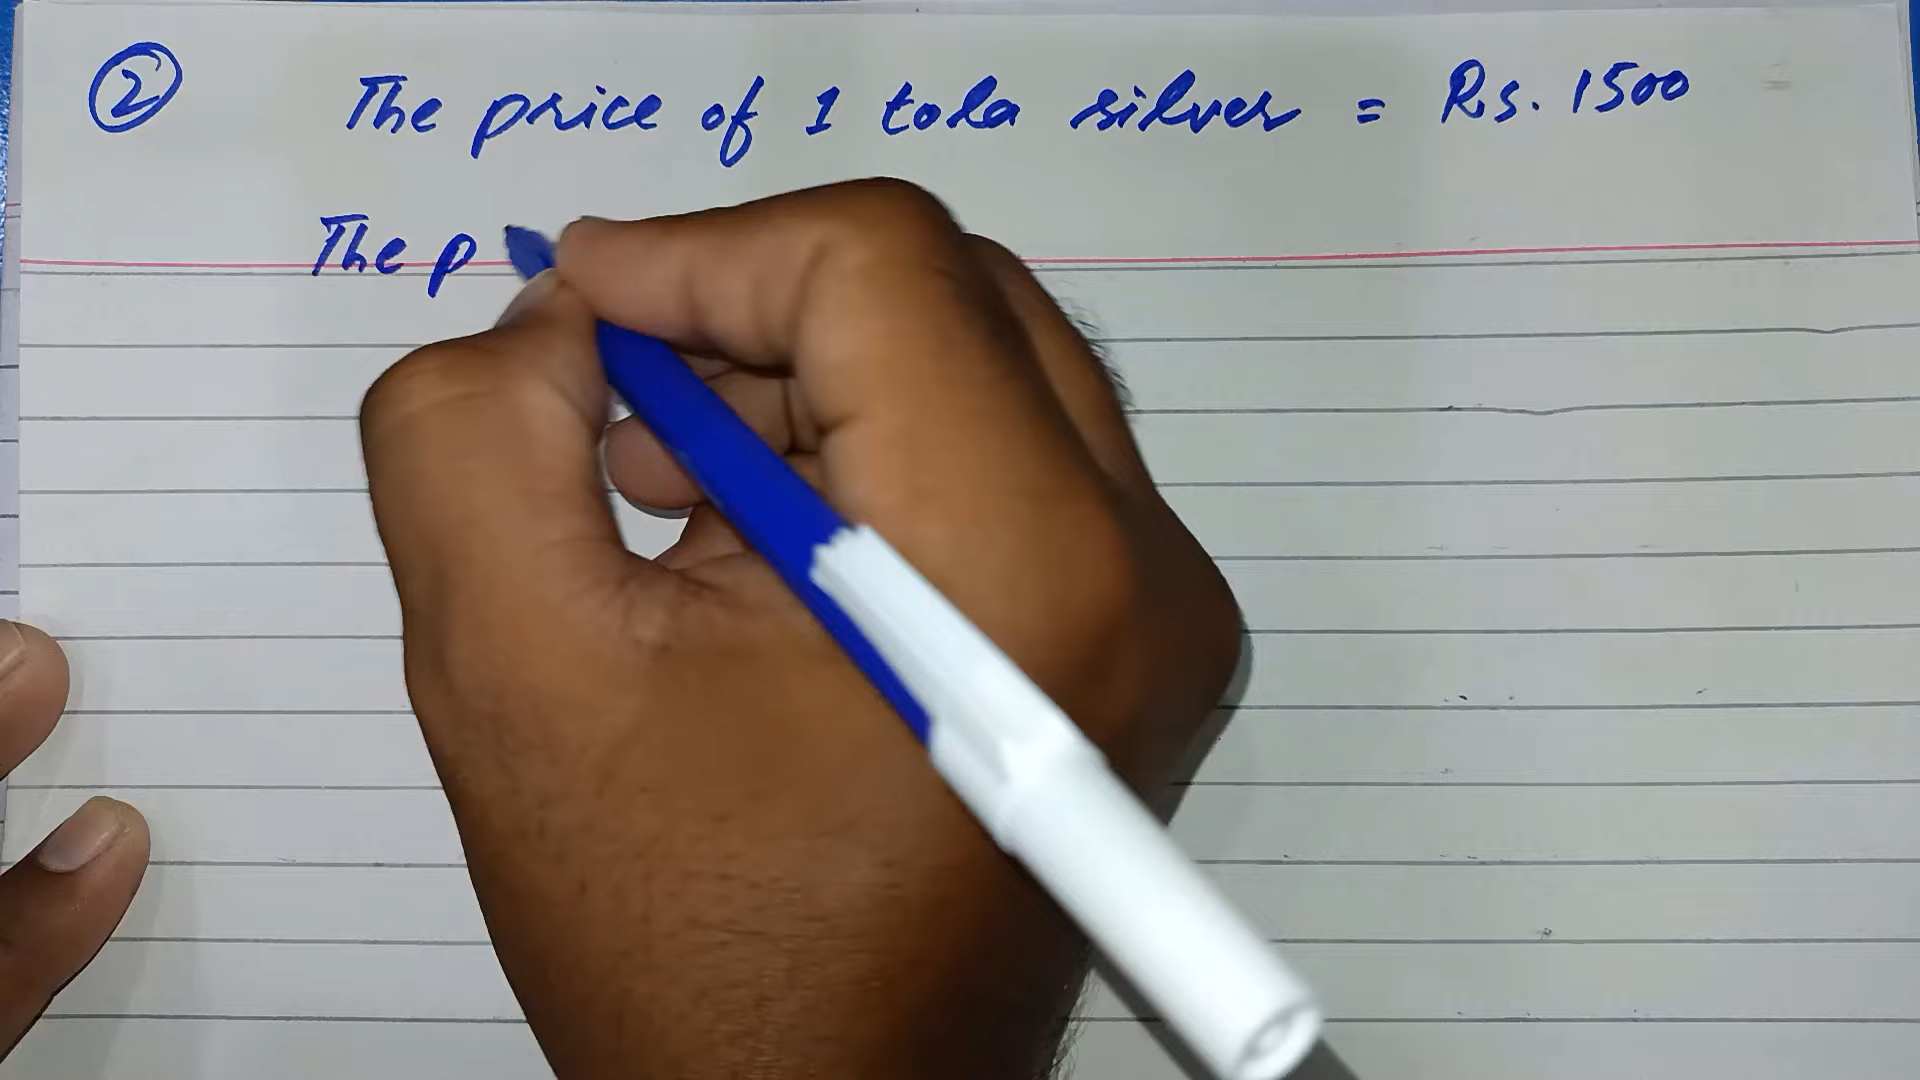 ② The price of 1 tola silver = Rs. 1500
The p